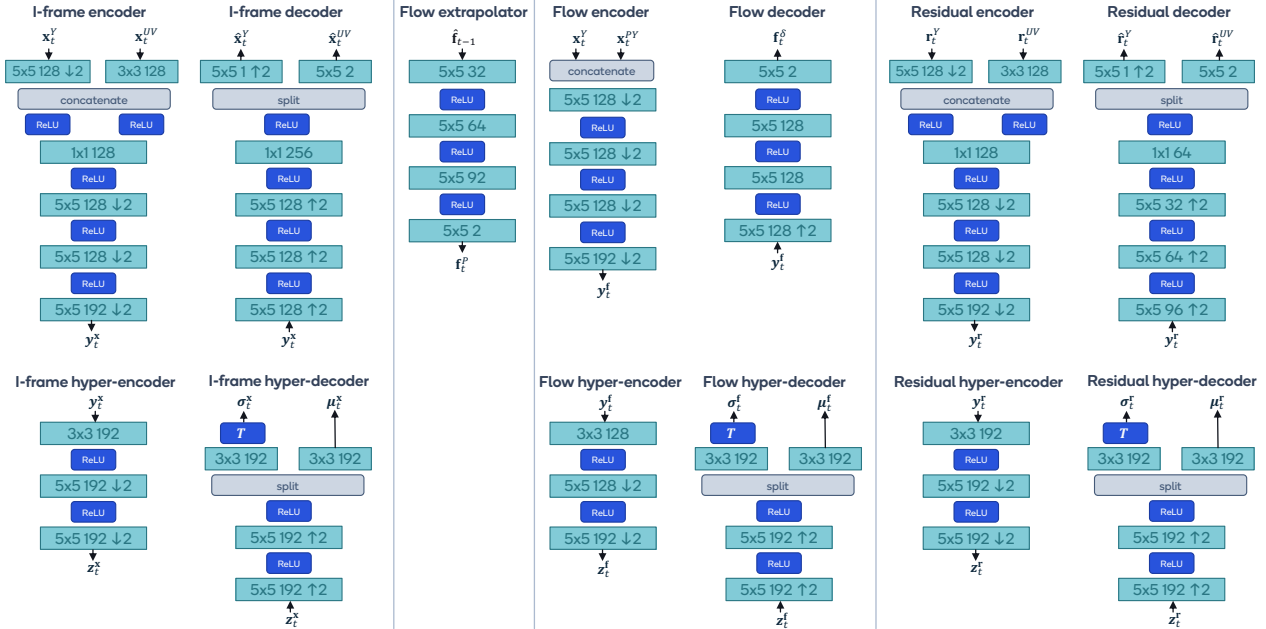 I-frame encoder
x_t^Y x_t^UV
5x5 128 ↓2 3x3 128
concatenate
ReLU ReLU
1x1 128
ReLU
5x5 128 ↓2
ReLU
5x5 128 ↓2
ReLU
5x5 192 ↓2
y_t^x
I-frame decoder
x̂_t^Y x̂_t^UV
5x5 1 ↑2 5x5 2
split
ReLU
1x1 256
ReLU
5x5 128 ↑2
ReLU
5x5 128 ↑2
ReLU
5x5 128 ↑2
y_t^x
Flow extrapolator
f̂_t−1
5x5 32
ReLU
5x5 64
ReLU
5x5 92
ReLU
5x5 2
f_t^P
Flow encoder
x_t^Y x_t^PY
concatenate
5x5 128 ↓2
ReLU
5x5 128 ↓2
ReLU
5x5 128 ↓2
ReLU
5x5 192 ↓2
y_t^f
Flow decoder
f_t^δ
5x5 2
ReLU
5x5 128
ReLU
5x5 128
ReLU
5x5 128 ↑2
y_t^f
Residual encoder
r_t^Y r_t^UV
5x5 128 ↓2 3x3 128
concatenate
ReLU ReLU
1x1 128
ReLU
5x5 128 ↓2
ReLU
5x5 128 ↓2
ReLU
5x5 192 ↓2
y_t^r
Residual decoder
r̂_t^Y r̂_t^UV
5x5 1 ↑2 5x5 2
split
ReLU
1x1 64
ReLU
5x5 32 ↑2
ReLU
5x5 64 ↑2
ReLU
5x5 96 ↑2
y_t^r
I-frame hyper-encoder
y_t^x
3x3 192
ReLU
5x5 192 ↓2
ReLU
5x5 192 ↓2
z_t^x
I-frame hyper-decoder
σ_t^x μ_t^x
T
3x3 192 3x3 192
split
ReLU
5x5 192 ↑2
ReLU
5x5 192 ↑2
z_t^x
Flow hyper-encoder
y_t^f
3x3 128
ReLU
5x5 128 ↓2
ReLU
5x5 192 ↓2
z_t^f
Flow hyper-decoder
σ_t^f μ_t^f
T
3x3 192 3x3 192
split
ReLU
5x5 192 ↑2
ReLU
5x5 192 ↑2
z_t^f
Residual hyper-encoder
y_t^r
3x3 192
ReLU
5x5 192 ↓2
ReLU
5x5 192 ↓2
z_t^r
Residual hyper-decoder
σ_t^r μ_t^r
T
3x3 192 3x3 192
split
ReLU
5x5 192 ↑2
ReLU
5x5 192 ↑2
z_t^r